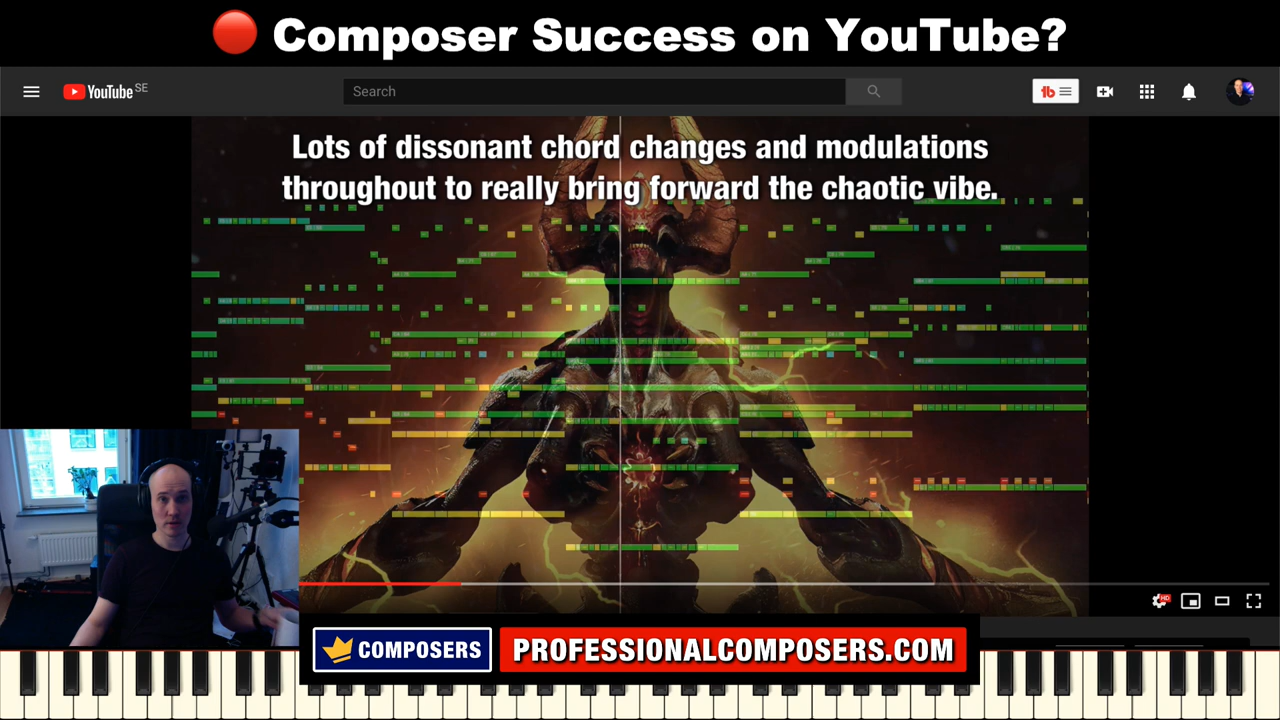 Composer Success on YouTube?
YouTube SE
Search
Lots of dissonant chord changes and modulations
throughout to really bring forward the chaotic vibe.
HD
COMPOSERS
PROFESSIONALCOMPOSERS.COM